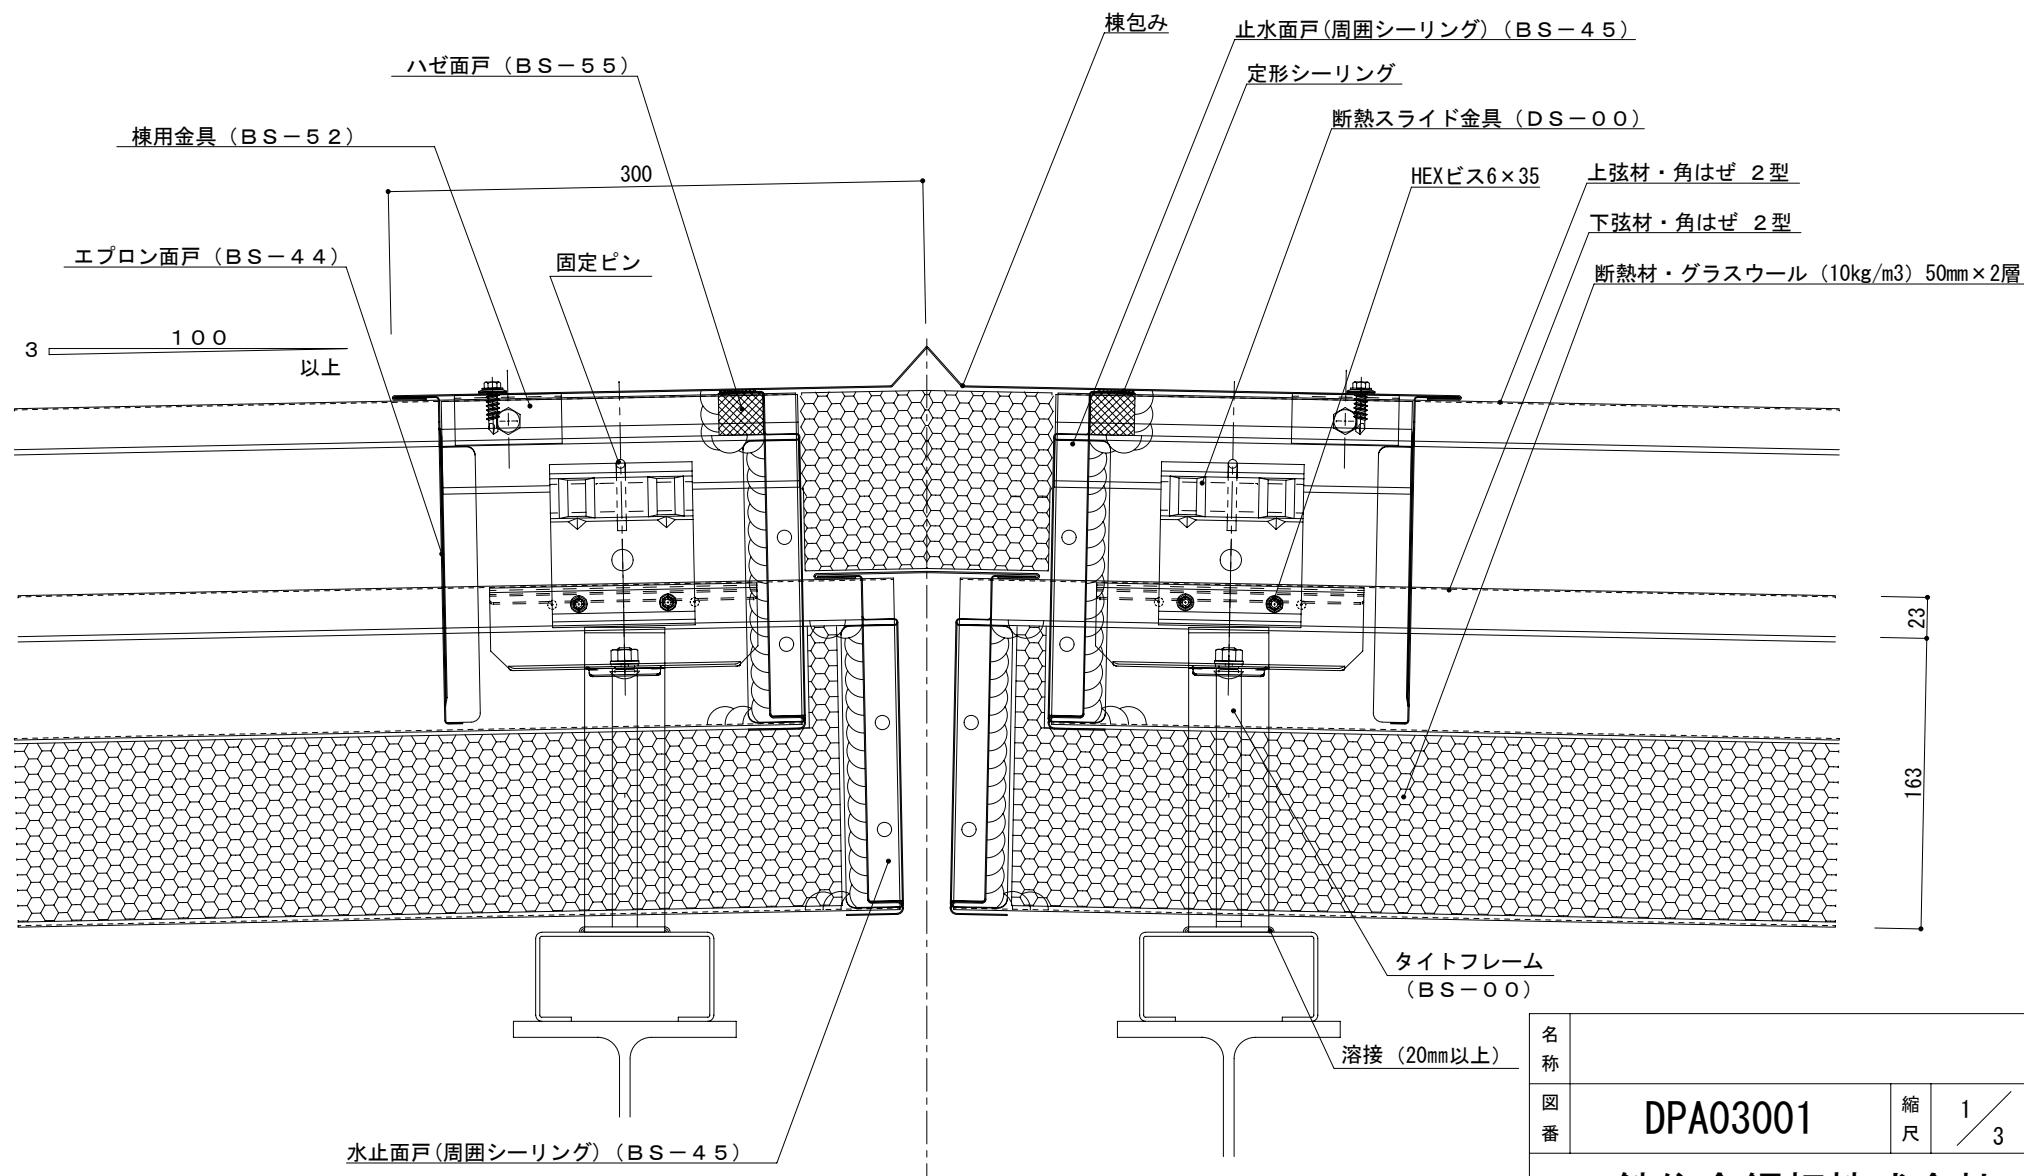 棟包み
止水面戸(周囲シーリング)（ＢＳ－４５）
ハゼ面戸（ＢＳ－５５）
定形シーリング
断熱スライド金具（ＤＳ－００）
棟用金具（ＢＳ－５２）
300
HEXビス6×35
上弦材・角はぜ ２型
下弦材・角はぜ ２型
エプロン面戸（ＢＳ－４４）
固定ピン
断熱材・グラスウール（10kg/m3）50mm×2層
１００
3
以上
23
163
タイトフレーム
（ＢＳ－００）
溶接（20mm以上）
水止面戸(周囲シーリング)（ＢＳ－４５）
名称
図番
DPA03001
縮尺
1/3